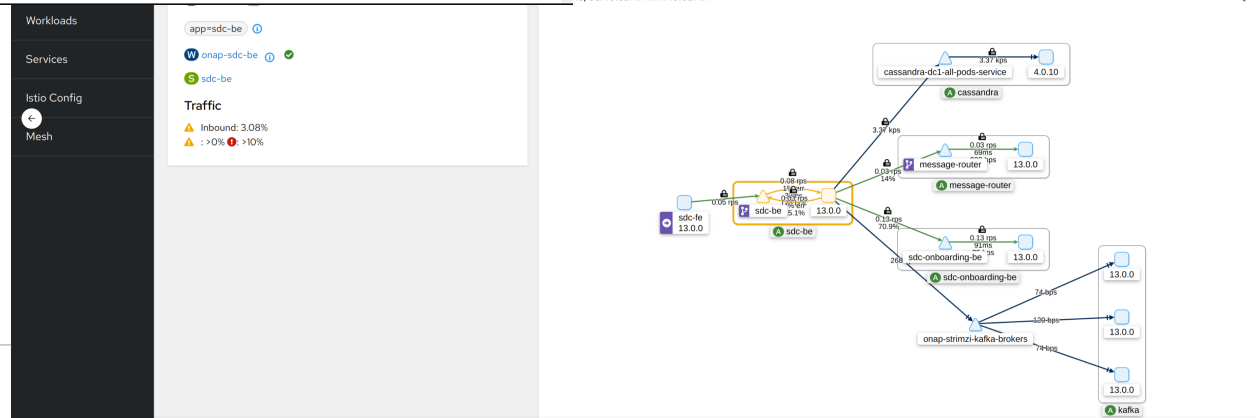 Workloads
Services
Istio Config
Mesh
app=sdc-be
W onap-sdc-be
S sdc-be
Traffic
Inbound: 3.08%
: >0% : >10%
3.37 kps
cassandra-dc1-all-pods-service
4.0.10
A cassandra
3.37 kps
0.03 rps
69ms
message-router
13.0.0
A message-router
0.03 rps
14%
0.08 rps
0.05 rps
sdc-be
5.1%
13.0.0
A sdc-be
sdc-fe
13.0.0
0.13 rps
70.9%
0.13 rps
91ms
sdc-onboarding-be
13.0.0
A sdc-onboarding-be
268
74 bps
120 bps
74 bps
onap-strimzi-kafka-brokers
13.0.0
13.0.0
13.0.0
A kafka